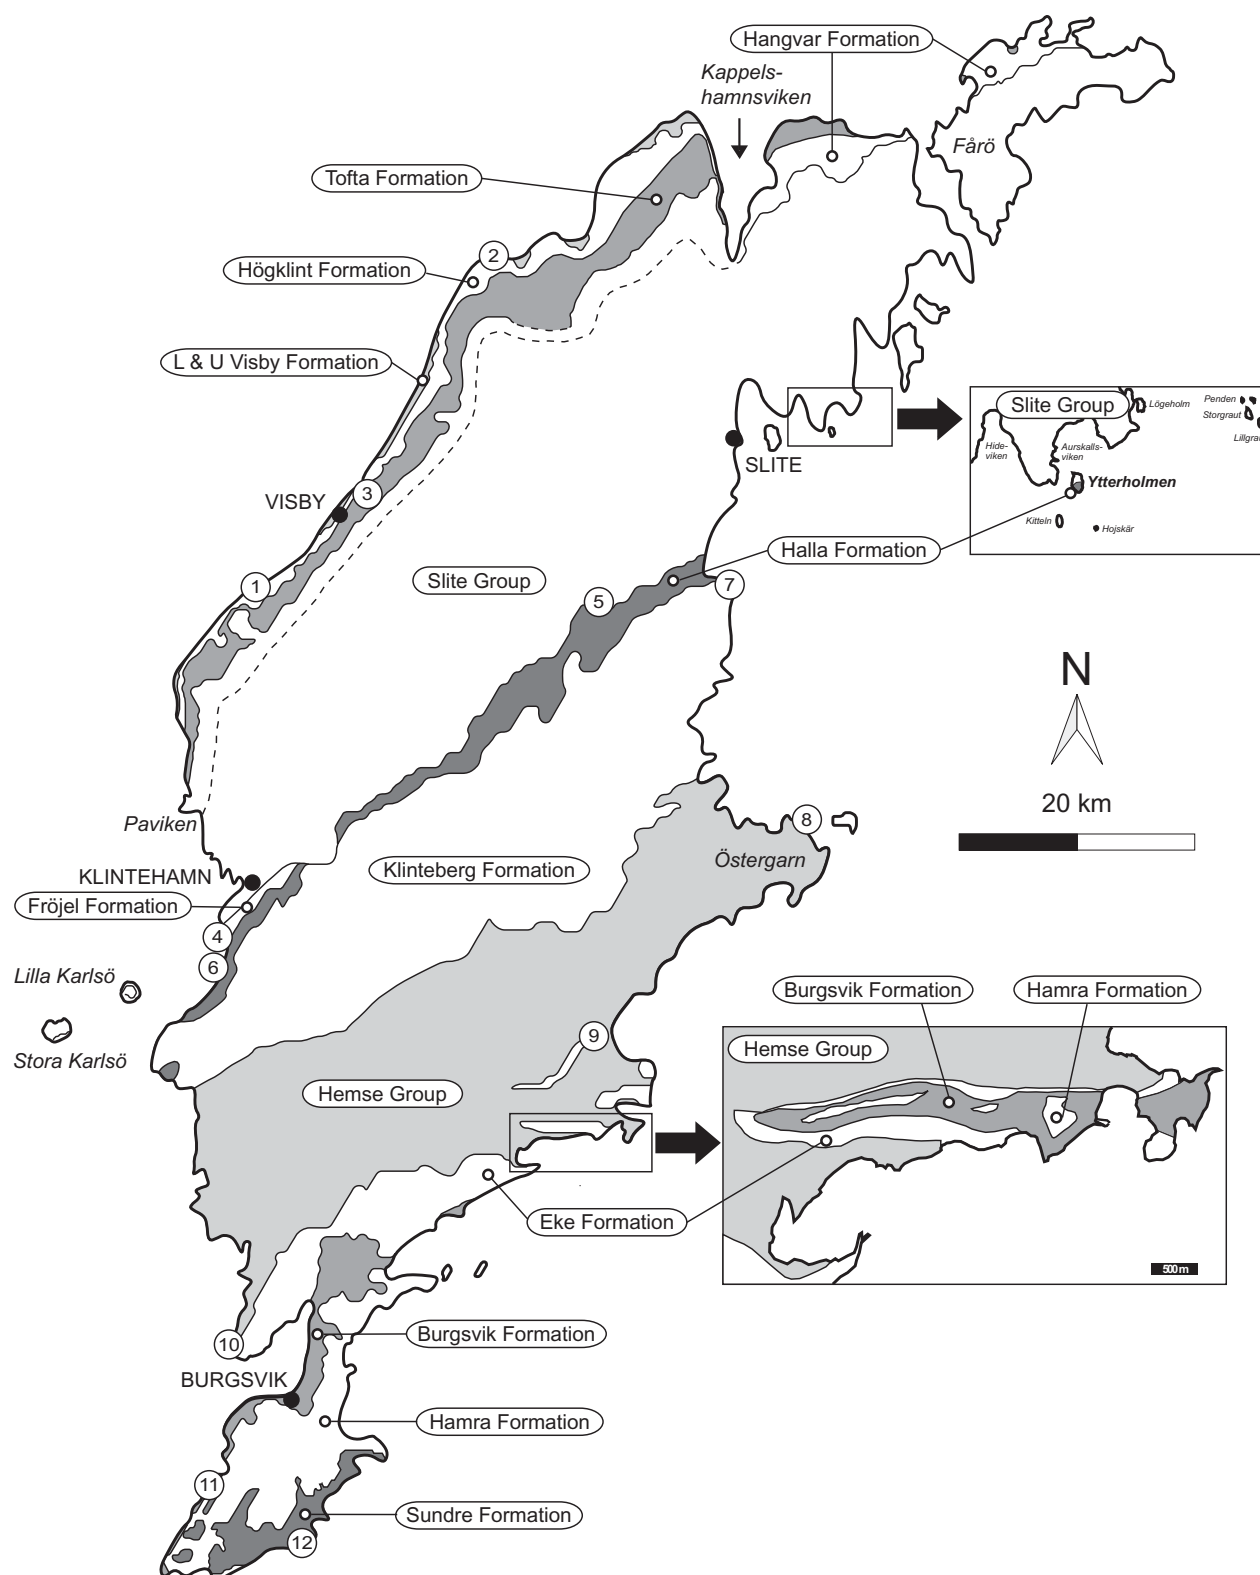 Hangvar Formation
Kappels-
hamnsviken
Fårö
Tofta Formation
2
Högklint Formation
L & U Visby Formation
Slite Group
Lögeholm
Penden
Storgraut
Hide-
viken
Aurskalls-
viken
Ytterholmen
Kitteln
Hojskär
SLITE
3
VISBY
Halla Formation
1
Slite Group
5
7
N
20 km
Paviken
8
Östergarn
KLINTEHAMN
Klinteberg Formation
Fröjel Formation
4
6
Lilla Karlsö
Stora Karlsö
Burgsvik Formation
Hamra Formation
9
Hemse Group
Hemse Group
Eke Formation
500 m
10
Burgsvik Formation
BURGSVIK
Hamra Formation
11
Sundre Formation
12